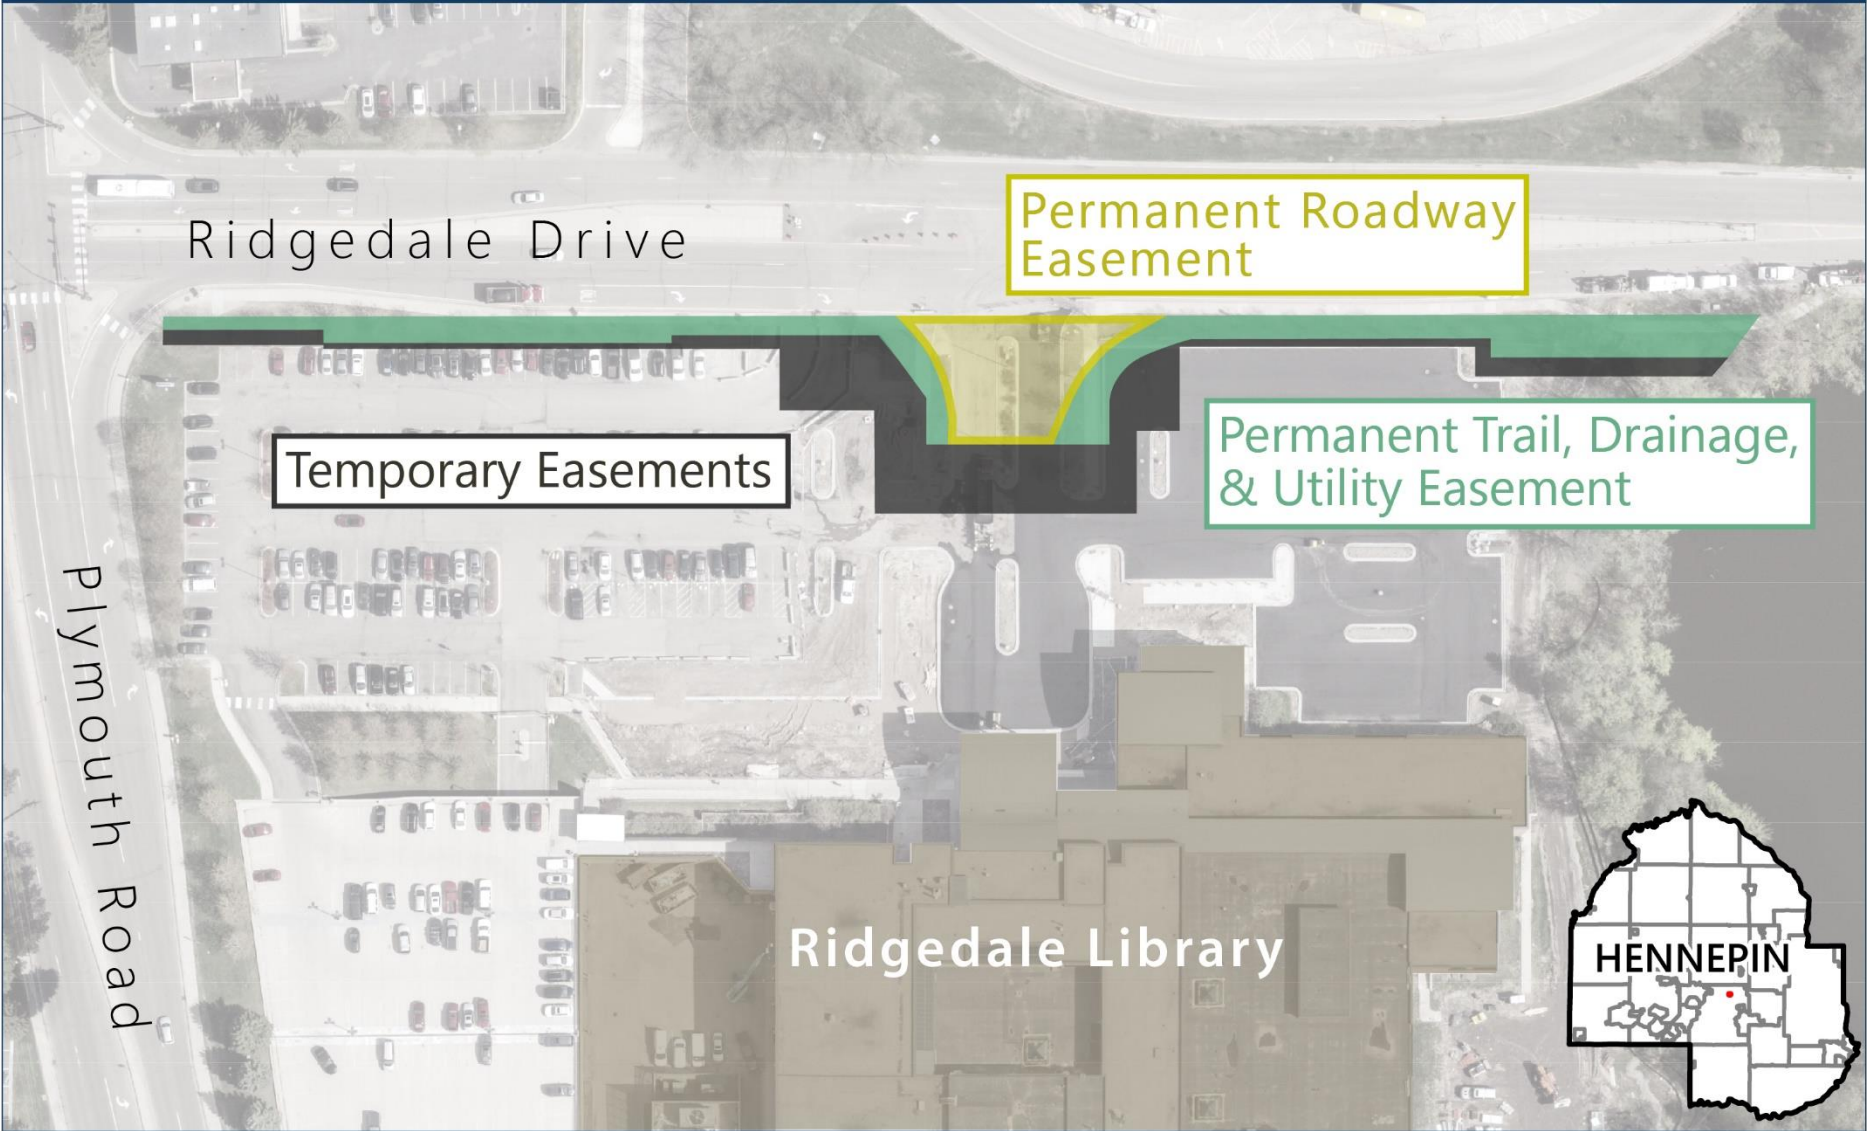 Permanent Roadway
Easement
Ridgedale Drive
Temporary Easements
Permanent Trail, Drainage,
& Utility Easement
Plymouth Road
Ridgedale Library
HENNEPIN